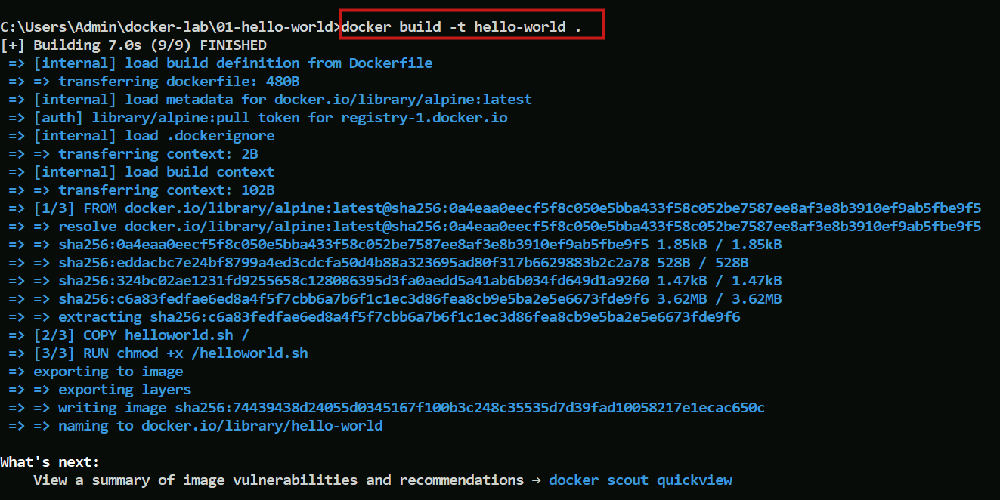 C:\Users\Admin\docker-lab\01-hello-world>docker build -t hello-world .
[+] Building 7.0s (9/9) FINISHED
=> [internal] load build definition from Dockerfile
=> => transferring dockerfile: 480B
=> [internal] load metadata for docker.io/library/alpine:latest
=> [auth] library/alpine:pull token for registry-1.docker.io
=> [internal] load .dockerignore
=> => transferring context: 2B
=> [internal] load build context
=> => transferring context: 102B
=> [1/3] FROM docker.io/library/alpine:latest@sha256:0a4eaa0eecf5f8c050e5bba433f58c052be7587ee8af3e8b3910ef9ab5fbe9f5
=> => resolve docker.io/library/alpine:latest@sha256:0a4eaa0eecf5f8c050e5bba433f58c052be7587ee8af3e8b3910ef9ab5fbe9f5
=> => sha256:0a4eaa0eecf5f8c050e5bba433f58c052be7587ee8af3e8b3910ef9ab5fbe9f5 1.85kB / 1.85kB
=> => sha256:eddacbc7e24bf8799a4ed3cdcfa50d4b88a323695ad80f317b6629883b2c2a78 528B / 528B
=> => sha256:324bc02ae1231fd9255658c128086395d3fa0aedd5a41ab6b034fd649d1a9260 1.47kB / 1.47kB
=> => sha256:c6a83fedfae6ed8a4f5f7cbb6a7b6f1c1ec3d86fea8cb9e5ba2e5e6673fde9f6 3.62MB / 3.62MB
=> => extracting sha256:c6a83fedfae6ed8a4f5f7cbb6a7b6f1c1ec3d86fea8cb9e5ba2e5e6673fde9f6
=> [2/3] COPY helloworld.sh /
=> [3/3] RUN chmod +x /helloworld.sh
=> exporting to image
=> => exporting layers
=> => writing image sha256:74439438d24055d0345167f100b3c248c35535d7d39fad10058217e1ecac650c
=> => naming to docker.io/library/hello-world
What's next:
View a summary of image vulnerabilities and recommendations → docker scout quickview